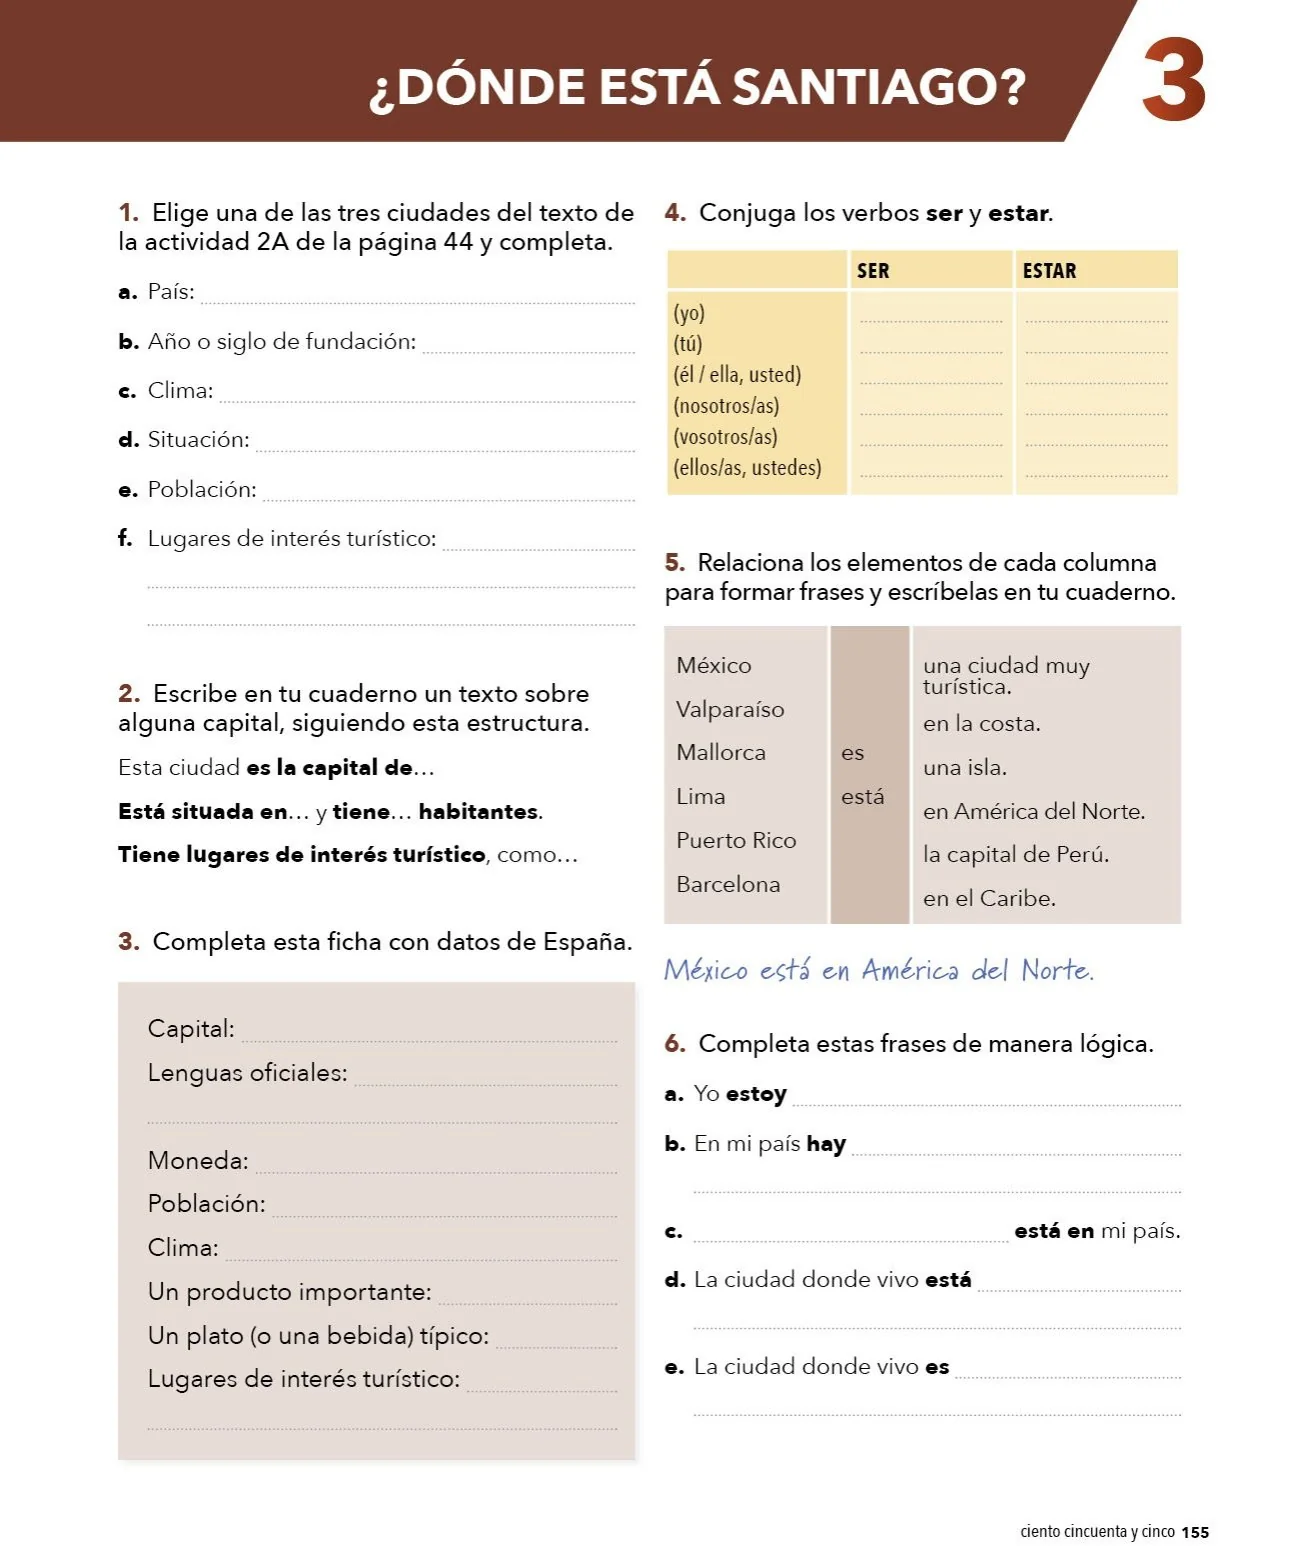 ¿DÓNDE ESTÁ SANTIAGO?
3
1. Elige una de las tres ciudades del texto de
la actividad 2A de la página 44 y completa.
a. País:
b. Año o siglo de fundación:
c. Clima:
d. Situación:
e. Población:
f. Lugares de interés turístico:
2. Escribe en tu cuaderno un texto sobre
alguna capital, siguiendo esta estructura.
Esta ciudad es la capital de…
Está situada en… y tiene… habitantes.
Tiene lugares de interés turístico, como…
3. Completa esta ficha con datos de España.
Capital:
Lenguas oficiales:
Moneda:
Población:
Clima:
Un producto importante:
Un plato (o una bebida) típico:
Lugares de interés turístico:
4. Conjuga los verbos ser y estar.
SER ESTAR
(yo)
(tú)
(él / ella, usted)
(nosotros/as)
(vosotros/as)
(ellos/as, ustedes)
5. Relaciona los elementos de cada columna
para formar frases y escríbelas en tu cuaderno.
México
Valparaíso
Mallorca
Lima
Puerto Rico
Barcelona
es
está
una ciudad muy
turística.
en la costa.
una isla.
en América del Norte.
la capital de Perú.
en el Caribe.
México está en América del Norte.
6. Completa estas frases de manera lógica.
a. Yo estoy
b. En mi país hay
c. está en mi país.
d. La ciudad donde vivo está
e. La ciudad donde vivo es
ciento cincuenta y cinco 155